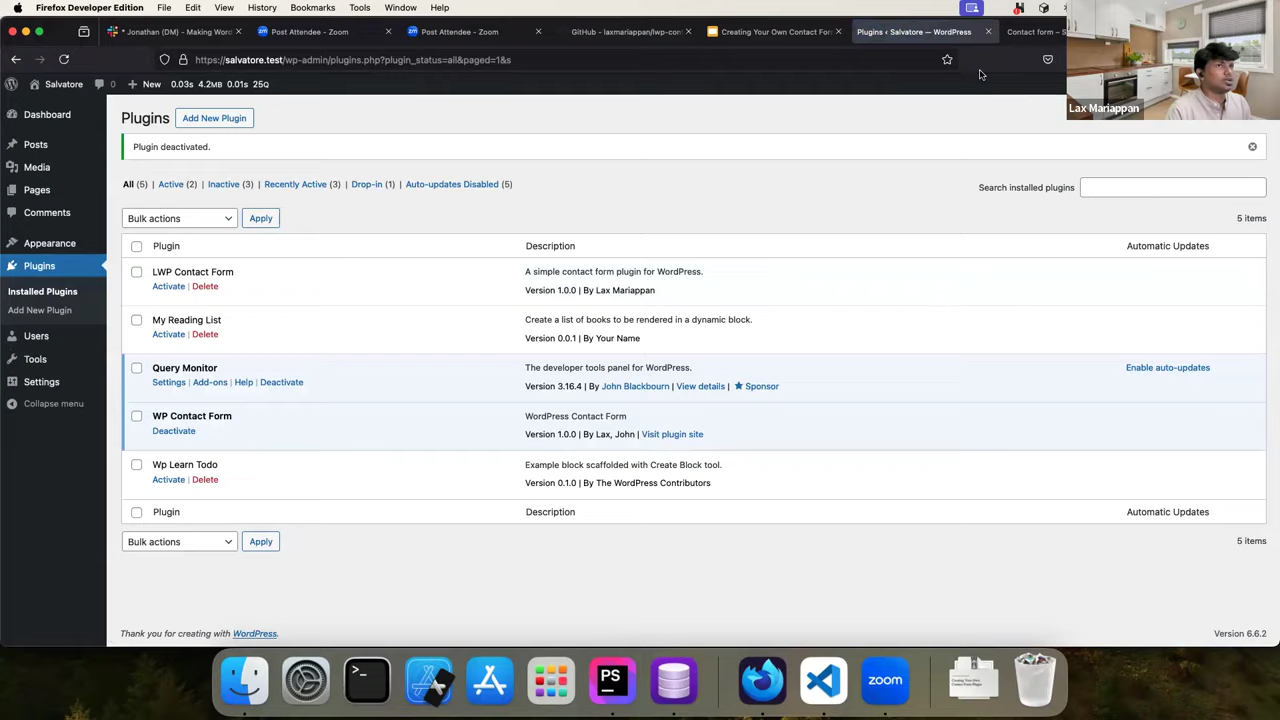 Firefox Developer Edition File Edit View History Bookmarks Tools Window Help
* Jonathan (DM) - Making Word
Post Attendee - Zoom
Post Attendee - Zoom
GitHub - laxmariappan/lwp-con
Creating Your Own Contact For
Plugins ‹ Salvatore — WordPress
Contact form – S
https://salvatore.test/wp-admin/plugins.php?plugin_status=all&paged=1&s
Lax Mariappan
Salvatore 0 New 0.03s 4.2MB 0.01s 25Q
Dashboard
Posts
Media
Pages
Comments
Appearance
Plugins
Installed Plugins
Add New Plugin
Users
Tools
Settings
Collapse menu
Plugins Add New Plugin
Plugin deactivated.
All (5) | Active (2) | Inactive (3) | Recently Active (3) | Drop-in (1) | Auto-updates Disabled (5)
Search installed plugins
Bulk actions Apply
5 items
Plugin Description Automatic Updates
LWP Contact Form A simple contact form plugin for WordPress.
Activate | Delete Version 1.0.0 | By Lax Mariappan
My Reading List Create a list of books to be rendered in a dynamic block.
Activate | Delete Version 0.0.1 | By Your Name
Query Monitor The developer tools panel for WordPress. Enable auto-updates
Settings | Add-ons | Help | Deactivate Version 3.16.4 | By John Blackbourn | View details | Sponsor
WP Contact Form WordPress Contact Form
Deactivate Version 1.0.0 | By Lax, John | Visit plugin site
Wp Learn Todo Example block scaffolded with Create Block tool.
Activate | Delete Version 0.1.0 | By The WordPress Contributors
Plugin Description Automatic Updates
Bulk actions Apply
5 items
Thank you for creating with WordPress. Version 6.6.2
PS
zoom